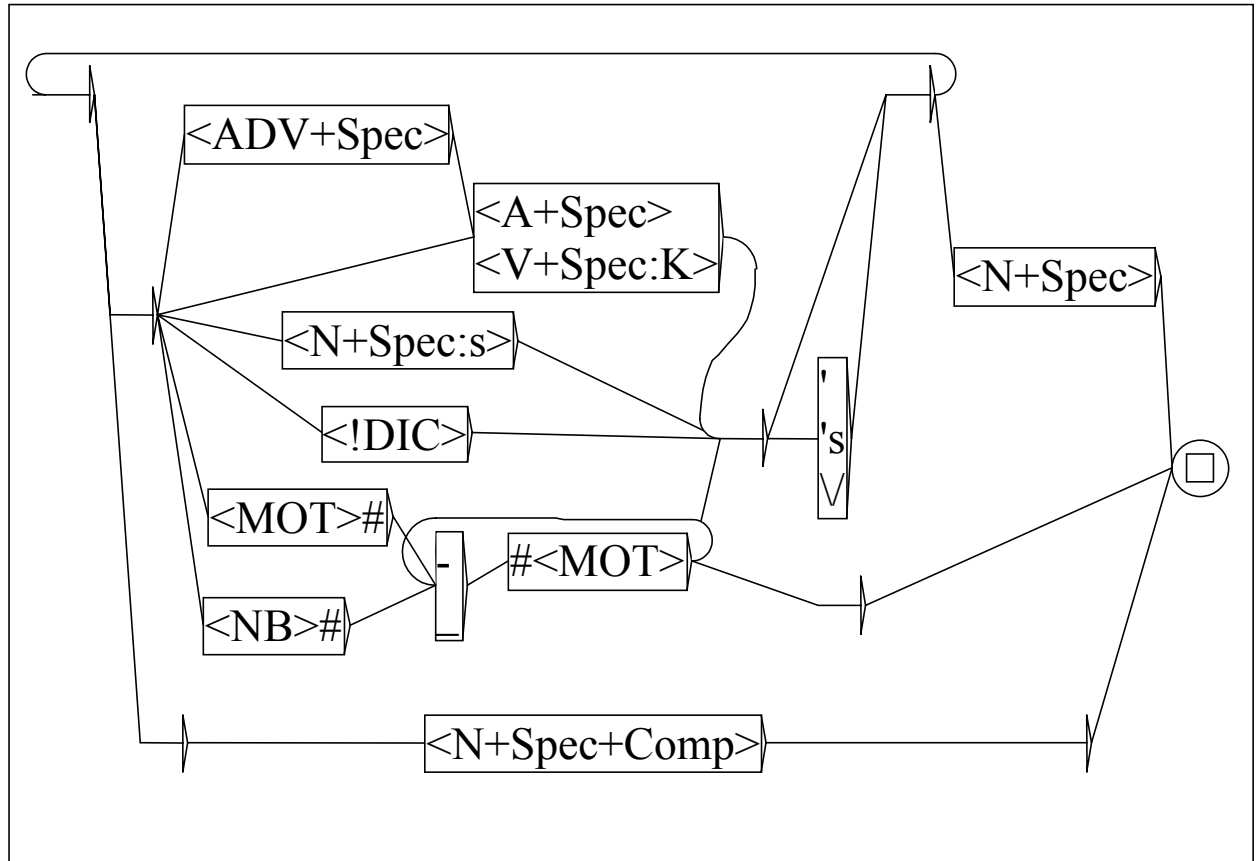 <ADV+Spec>
<A+Spec>
<V+Spec:K>
<N+Spec>
<N+Spec:s>
'
's
\/
<!DIC>
<MOT>#
-
_
#<MOT>
<NB>#
<N+Spec+Comp>